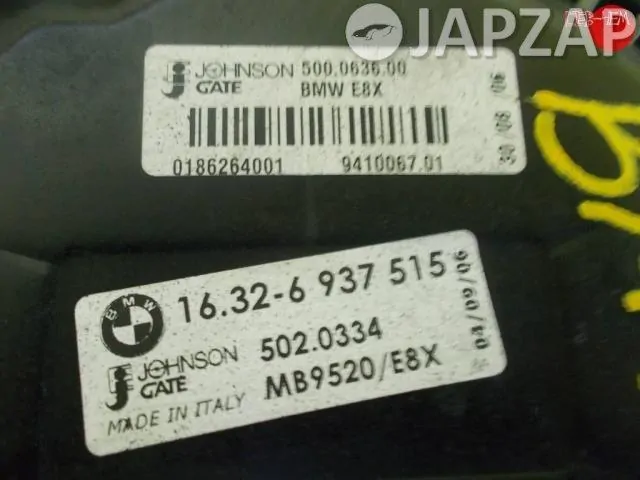 JAPZAP
JOHNSON 500.0636.00
GATE BMW E8X
0186264001 9410067.01
30/08/06
BMW 16.32-6 937 515
JOHNSON 502.0334
GATE MB9520/E8X
MADE IN ITALY
04/09/06